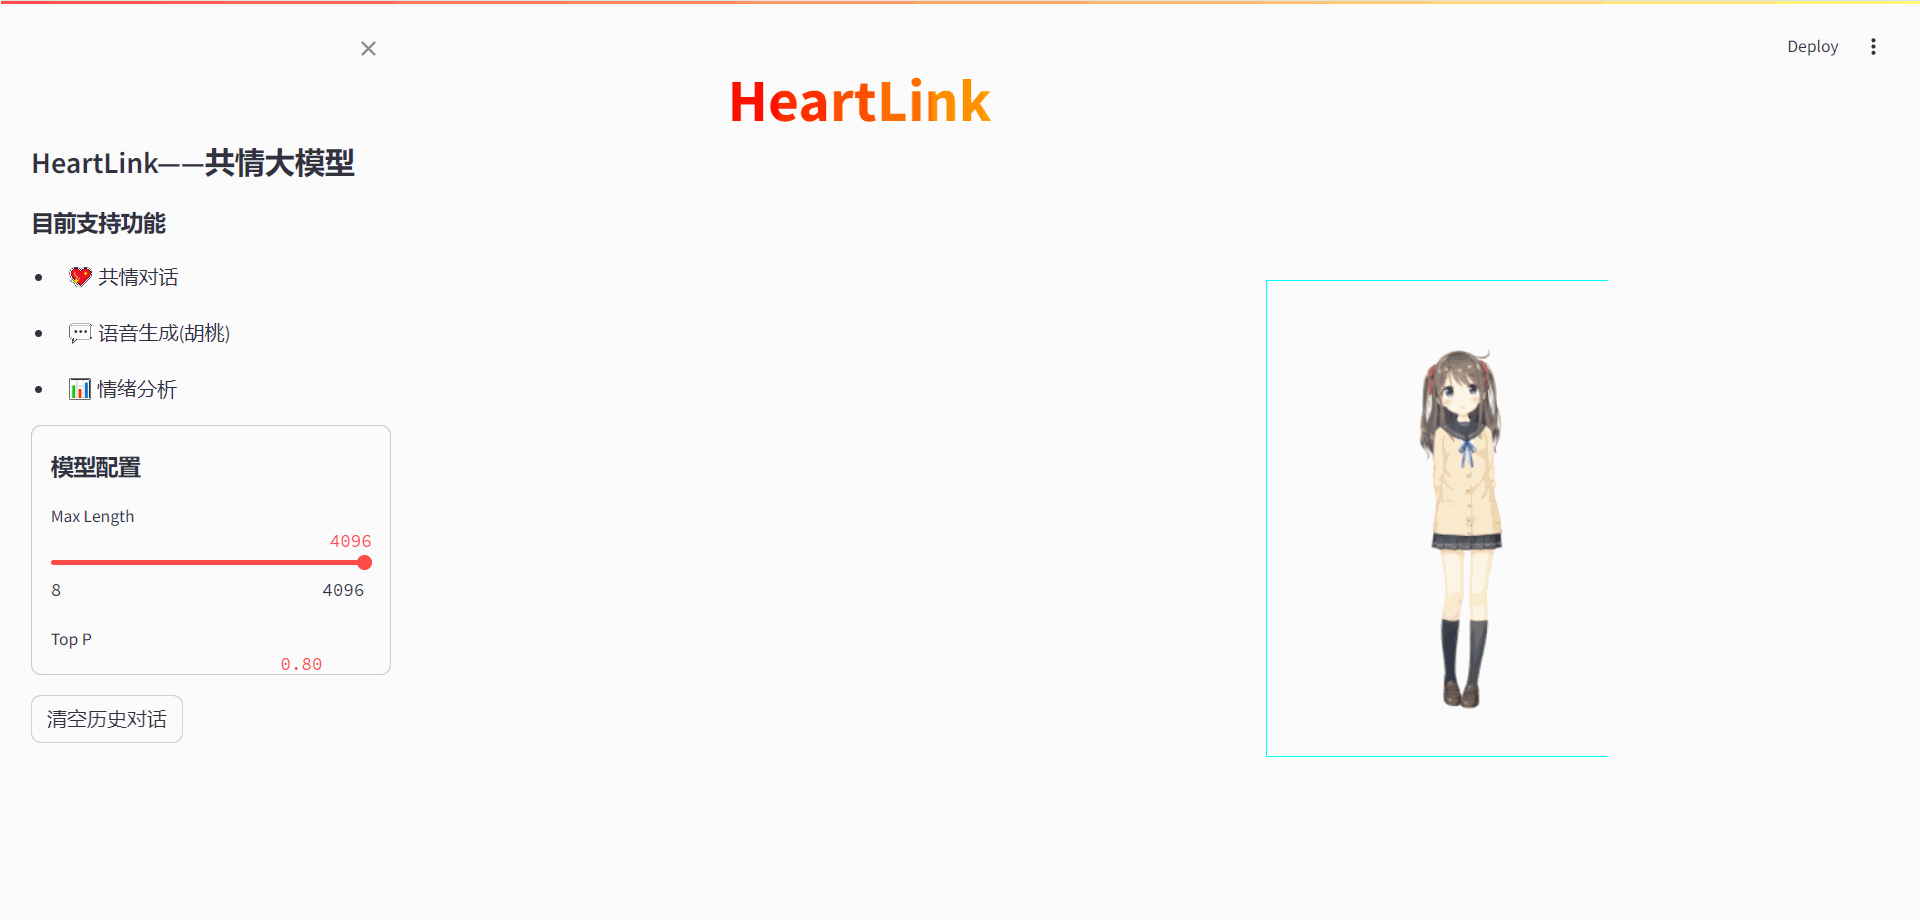 Deploy
HeartLink
HeartLink——共情大模型
目前支持功能
💖 共情对话
💬 语音生成(胡桃)
📊 情绪分析
模型配置
Max Length
4096
8 4096
Top P
0.80
清空历史对话